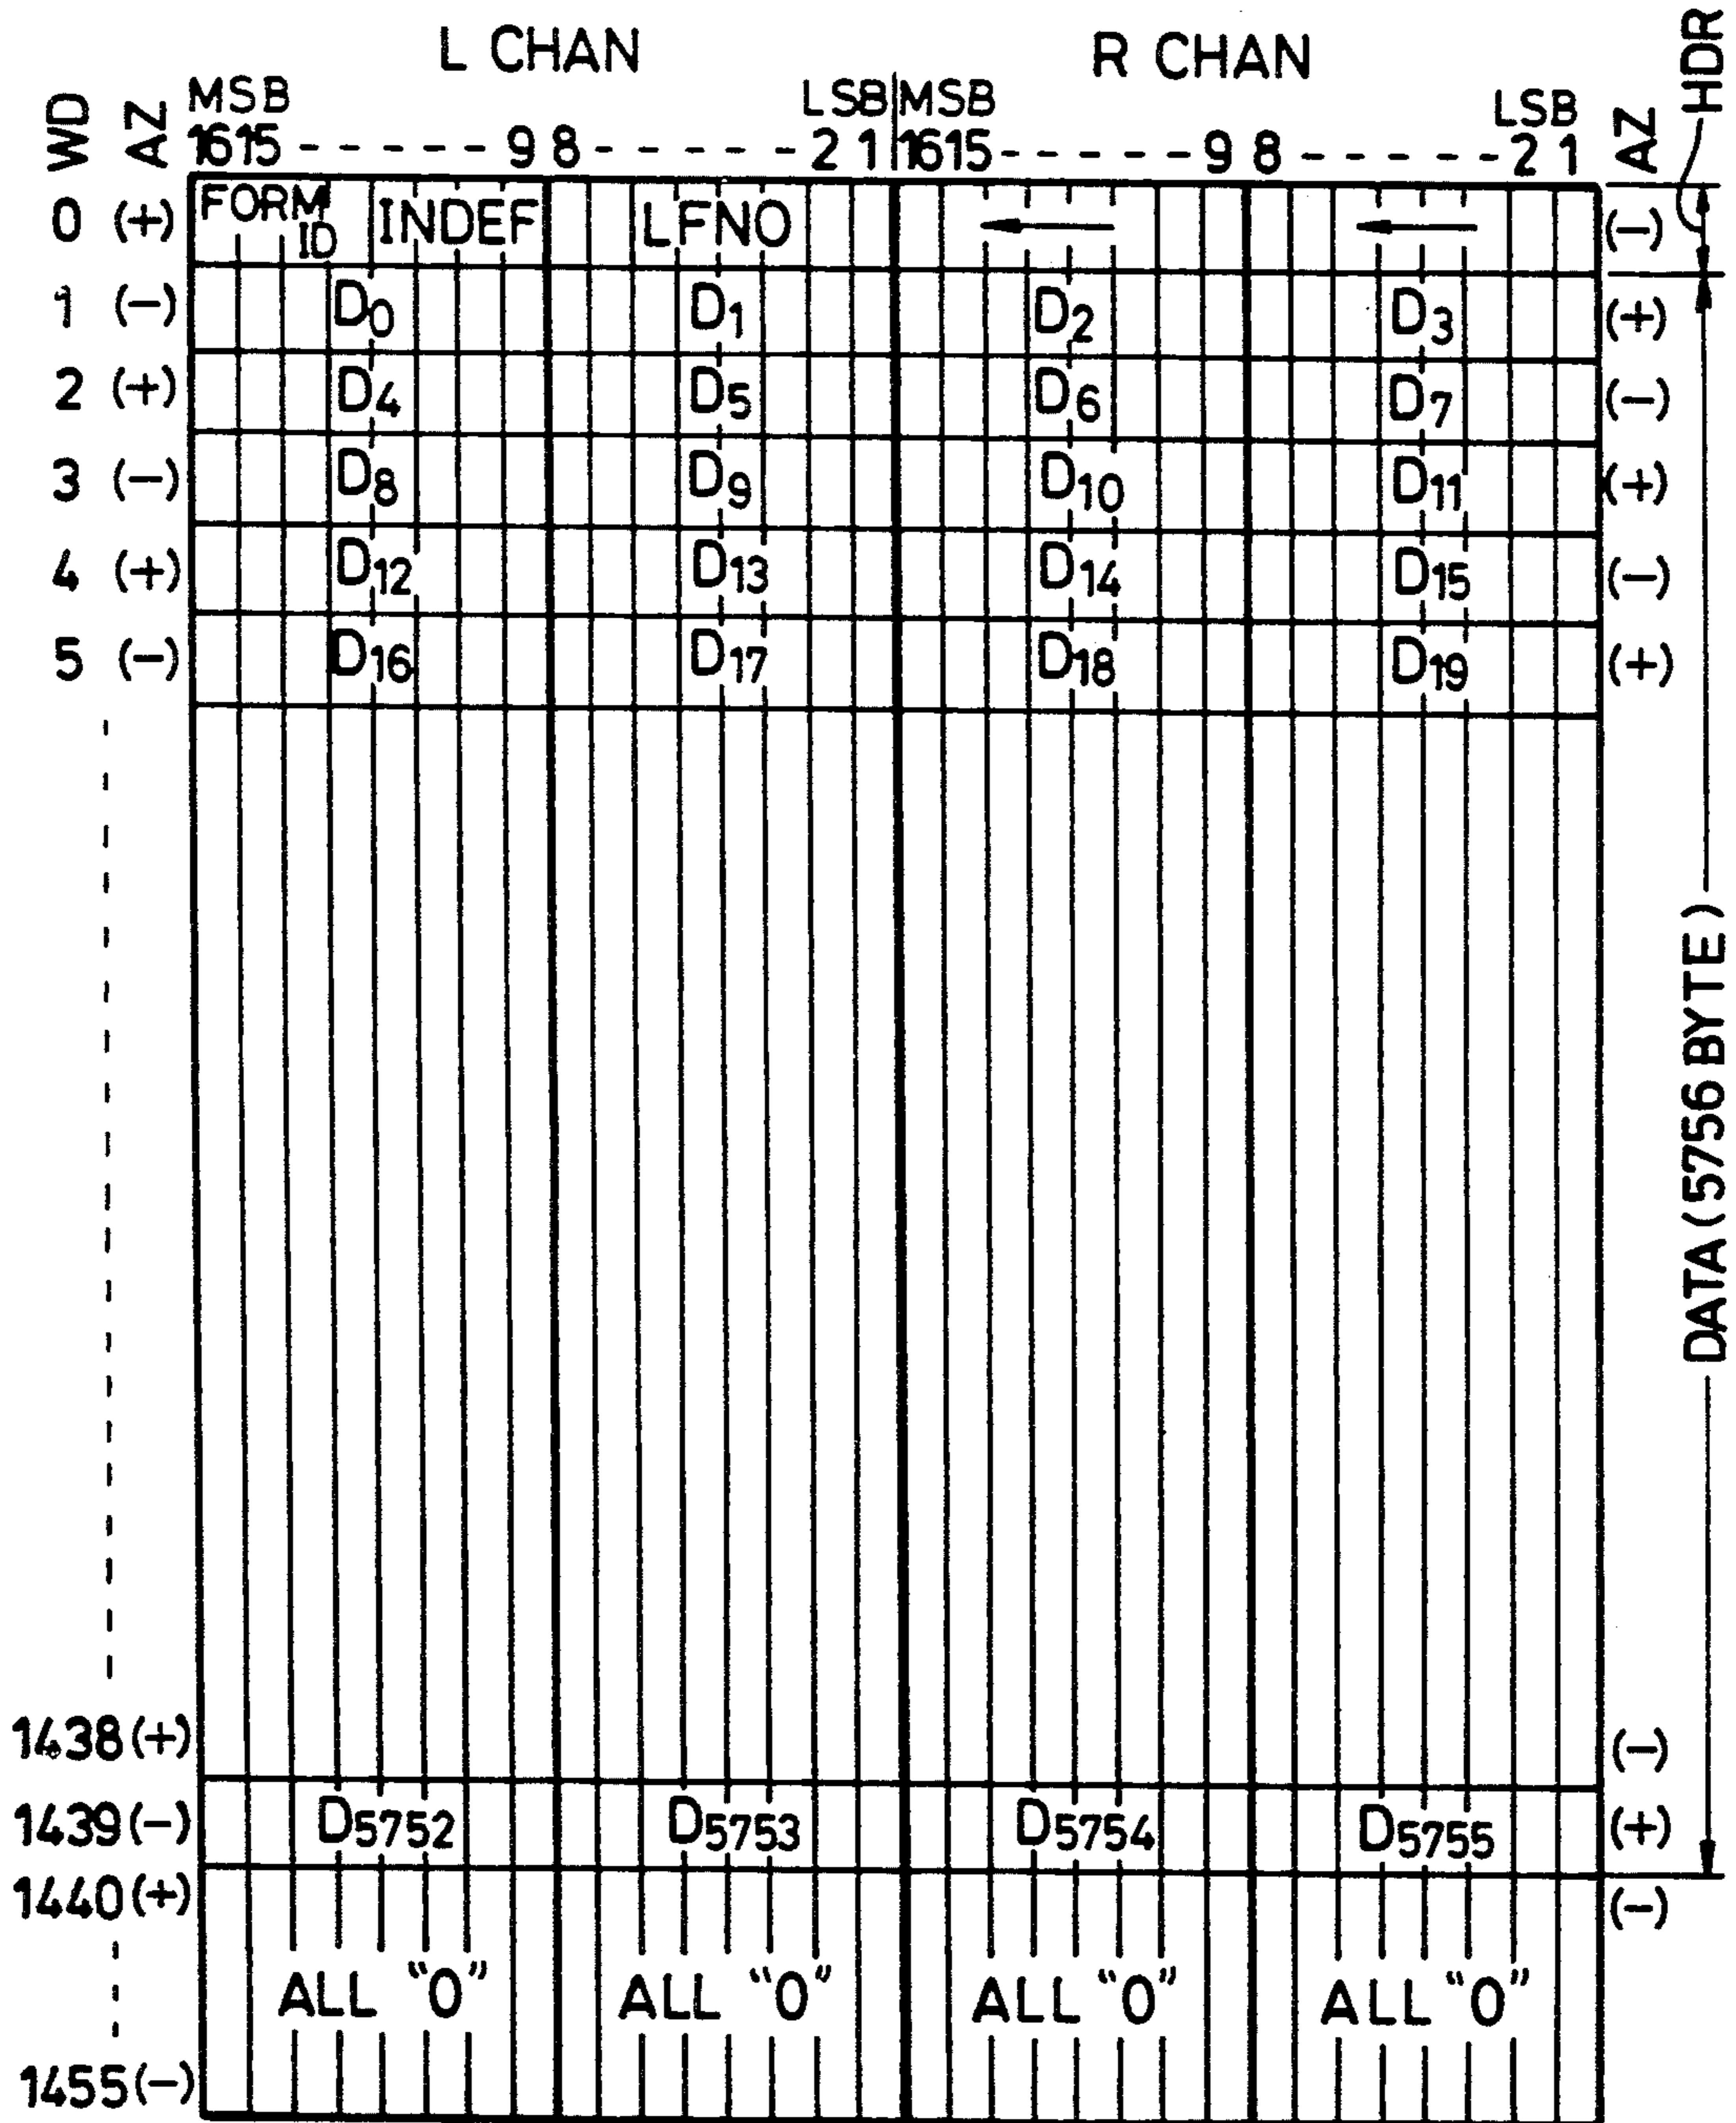 L CHAN R CHAN HDR
WD AZ MSB LSB MSB LSB AZ
16 15 - - - - - 9 8 - - - - - 2 1 16 15 - - - - - 9 8 - - - - - 2 1
0 (+) FORM ID INDEF LFNO (−)
1 (−) D0 D1 D2 D3 (+)
2 (+) D4 D5 D6 D7 (−)
3 (−) D8 D9 D10 D11 (+)
4 (+) D12 D13 D14 D15 (−)
5 (−) D16 D17 D18 D19 (+)
DATA (5756 BYTE)
1438 (+) (−)
1439 (−) D5752 D5753 D5754 D5755 (+)
1440 (+) (−)
ALL “0” ALL “0” ALL “0” ALL “0”
1455 (−)